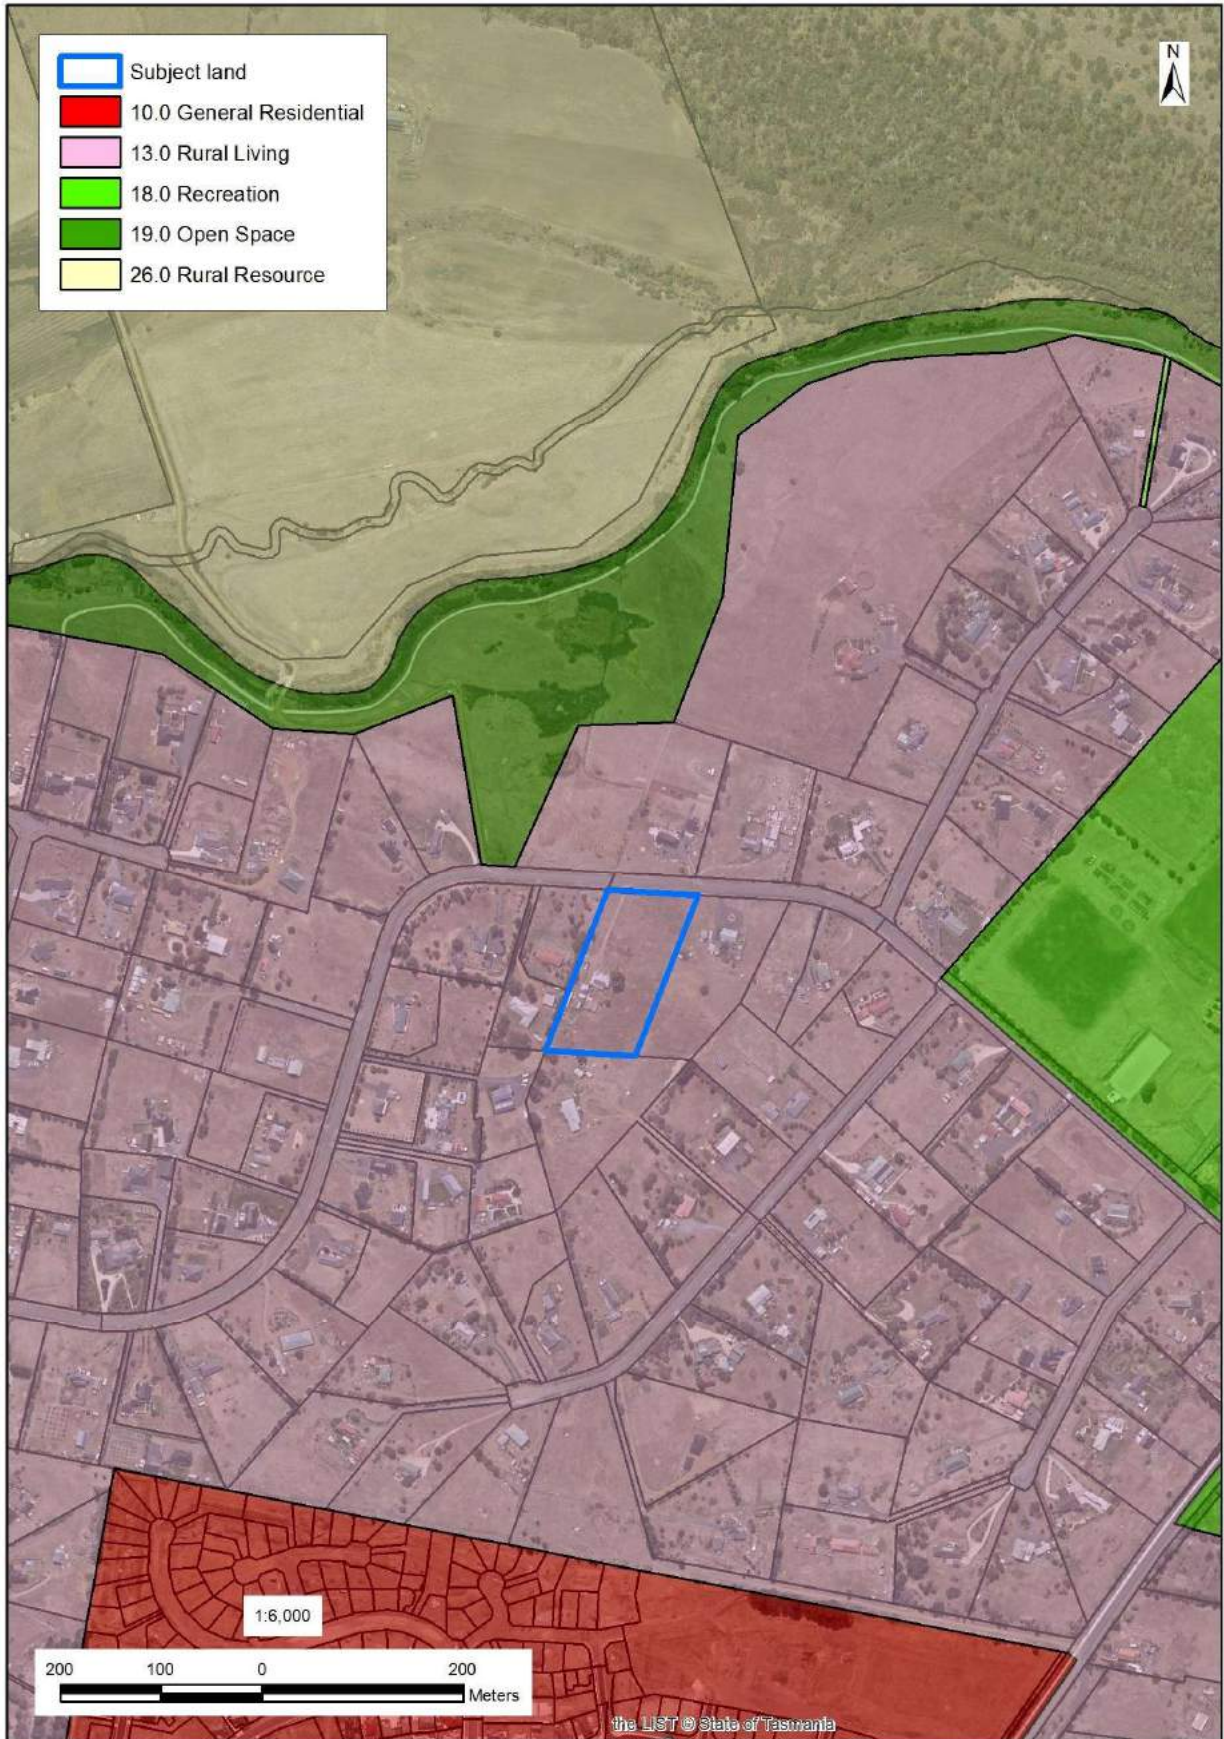 N
Subject land
10.0 General Residential
13.0 Rural Living
18.0 Recreation
19.0 Open Space
26.0 Rural Resource
1:6,000
200 100 0 200
Meters
the LIST © State of Tasmania